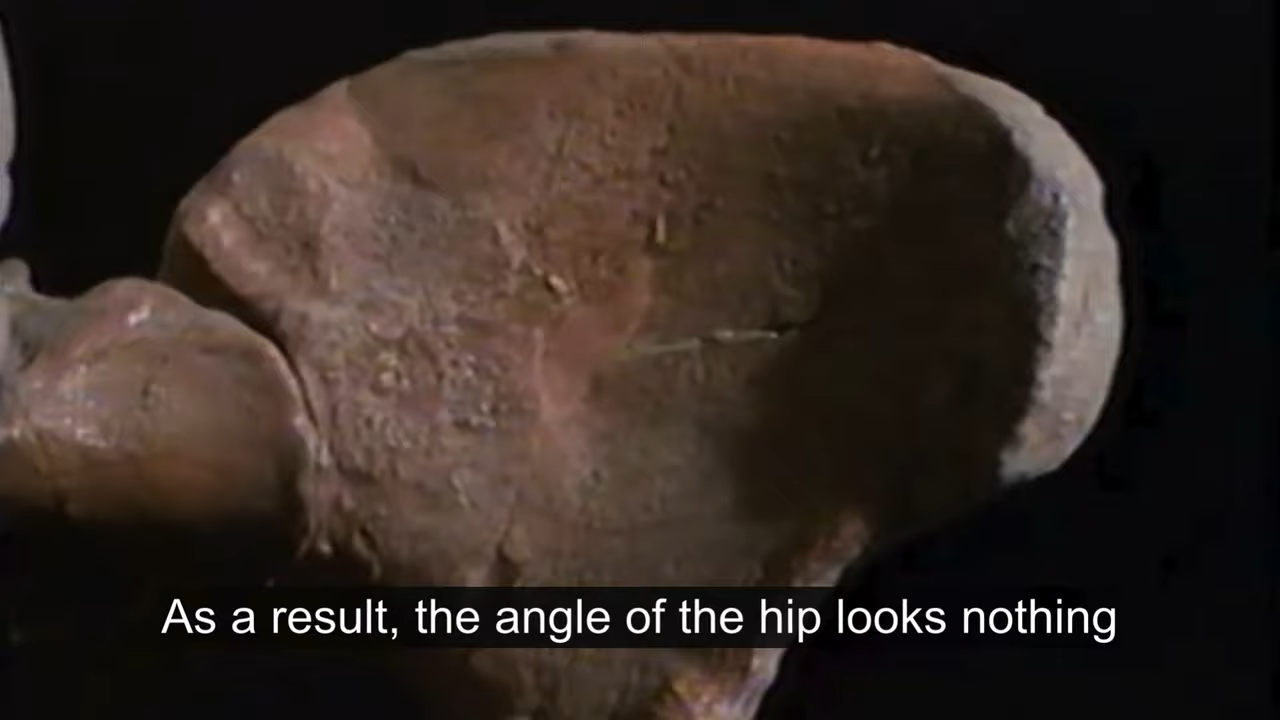 As a result, the angle of the hip looks nothing